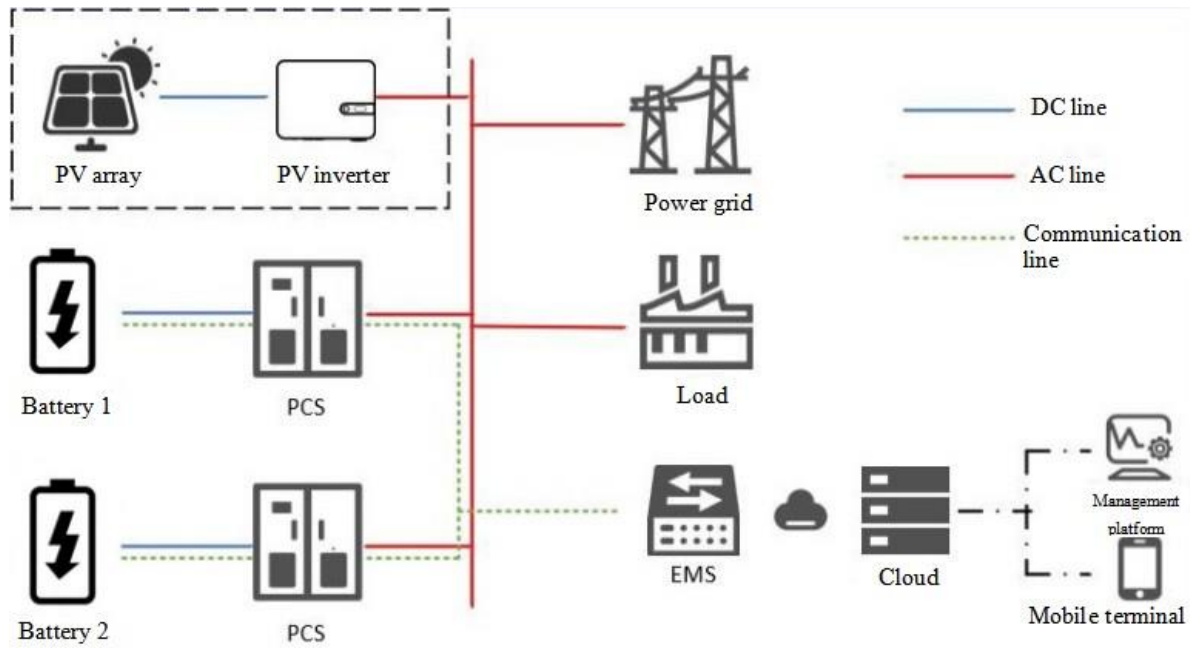 PV array
PV inverter
Power grid
DC line
AC line
Communication
line
Battery 1
PCS
Load
Battery 2
PCS
EMS
Cloud
Management
platform
Mobile terminal